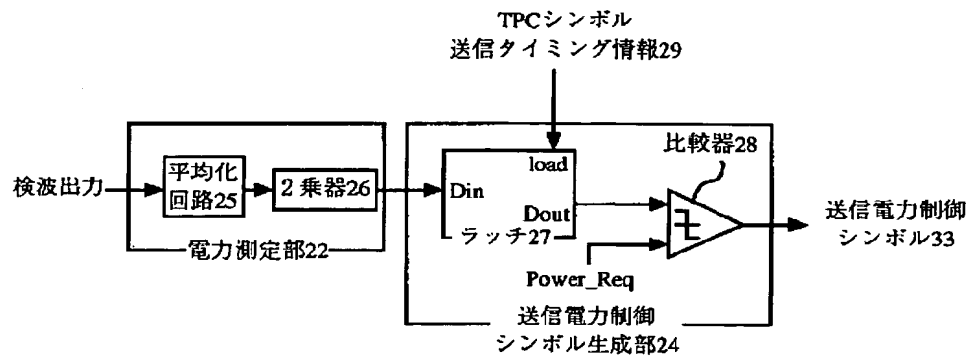 TPCシンボル
送信タイミング情報29
比較器28
load
平均化
回路25
2乗器26
検波出力
Din
Dout
ラッチ27
電力測定部22
Power_Req
送信電力制御
シンボル33
送信電力制御
シンボル生成部24